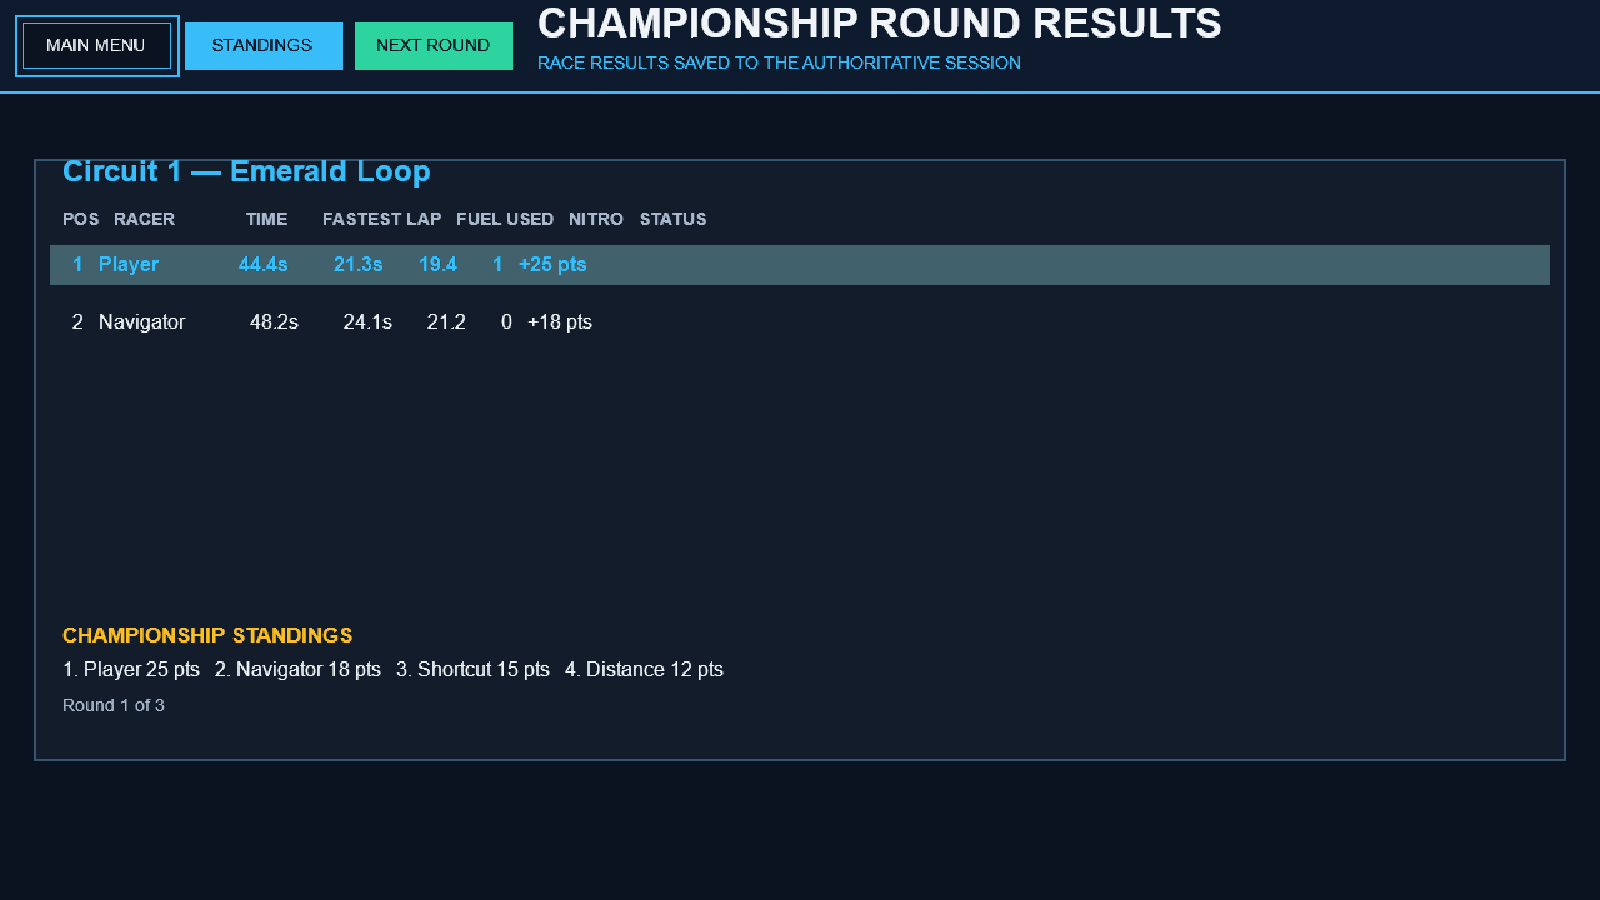 MAIN MENU STANDINGS NEXT ROUND
CHAMPIONSHIP ROUND RESULTS
RACE RESULTS SAVED TO THE AUTHORITATIVE SESSION
Circuit 1 — Emerald Loop
POS RACER TIME FASTEST LAP FUEL USED NITRO STATUS
1 Player 44.4s 21.3s 19.4 1 +25 pts
2 Navigator 48.2s 24.1s 21.2 0 +18 pts
CHAMPIONSHIP STANDINGS
1. Player 25 pts 2. Navigator 18 pts 3. Shortcut 15 pts 4. Distance 12 pts
Round 1 of 3